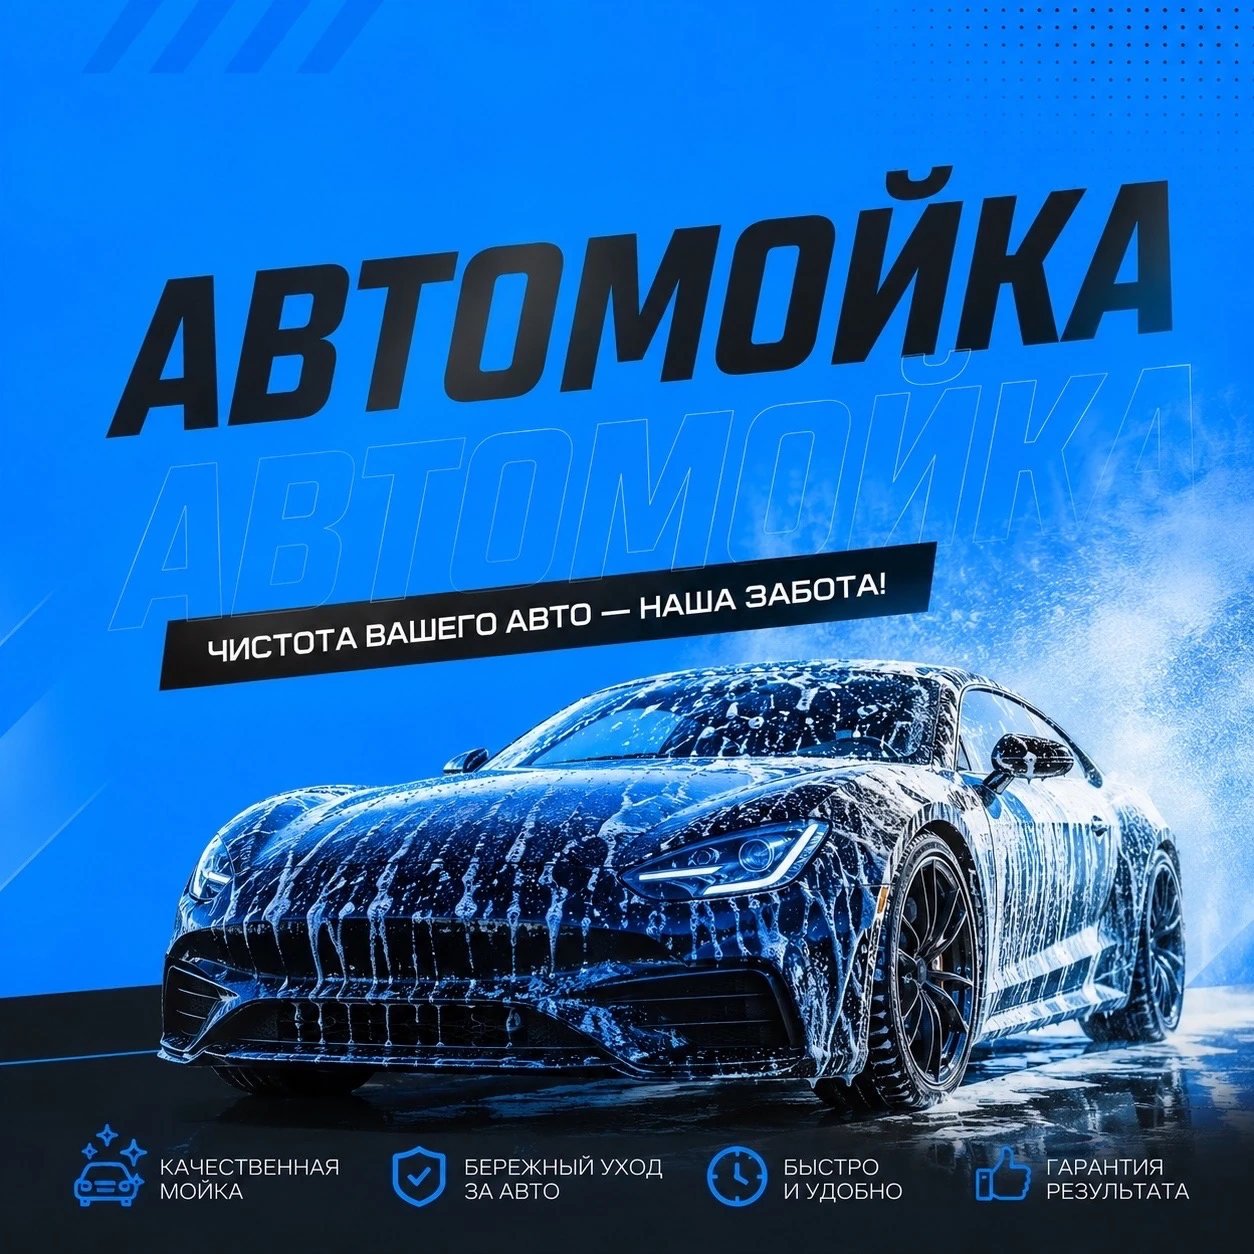 АВТОМОЙКА
АВТОМОЙКА
ЧИСТОТА ВАШЕГО АВТО — НАША ЗАБОТА!
КАЧЕСТВЕННАЯ
МОЙКА
БЕРЕЖНЫЙ УХОД
ЗА АВТО
БЫСТРО
И УДОБНО
ГАРАНТИЯ
РЕЗУЛЬТАТА